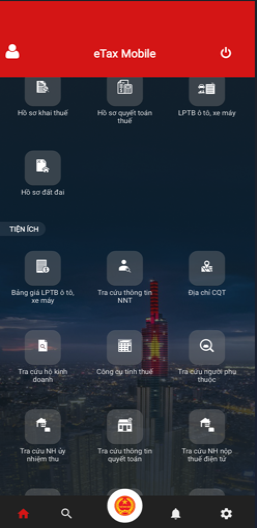 eTax Mobile
Hồ sơ khai thuế
Hồ sơ quyết toán
thuế
LPTB ô tô, xe máy
Hồ sơ đất đai
TIỆN ÍCH
Bảng giá LPTB ô tô,
xe máy
Tra cứu thông tin
NNT
Địa chỉ CQT
Tra cứu hộ kinh
doanh
Công cụ tính thuế
Tra cứu người phụ
thuộc
Tra cứu NH ủy
nhiệm thu
Tra cứu thông tin
quyết toán
Tra cứu NH nộp
thuế điện tử